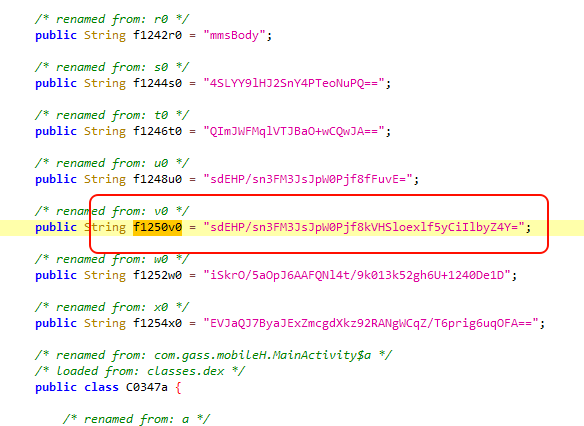 /* renamed from: r0 */
public String f1242r0 = "mmsBody";
/* renamed from: s0 */
public String f1244s0 = "4SLYY9lHJ2SnY4PTeoNuPQ==";
/* renamed from: t0 */
public String f1246t0 = "QImJWFMqlVTJBaO+wCQwJA==";
/* renamed from: u0 */
public String f1248u0 = "sdEHP/sn3FM3JsJpW0Pjf8fFuvE=";
/* renamed from: v0 */
public String f1250v0 = "sdEHP/sn3FM3JsJpW0Pjf8kVHSloexlf5yCiIlbyZ4Y=";
/* renamed from: w0 */
public String f1252w0 = "iSkrO/5aOpJ6AAFQNl4t/9k013k52gh6U+1240De1D";
/* renamed from: x0 */
public String f1254x0 = "EVJaQJ7ByaJExZmcgdXkz92RANgWCqZ/T6prig6uqOFA==";
/* renamed from: com.gass.mobileH.MainActivity$a */
/* loaded from: classes.dex */
public class C0347a {
/* renamed from: a */